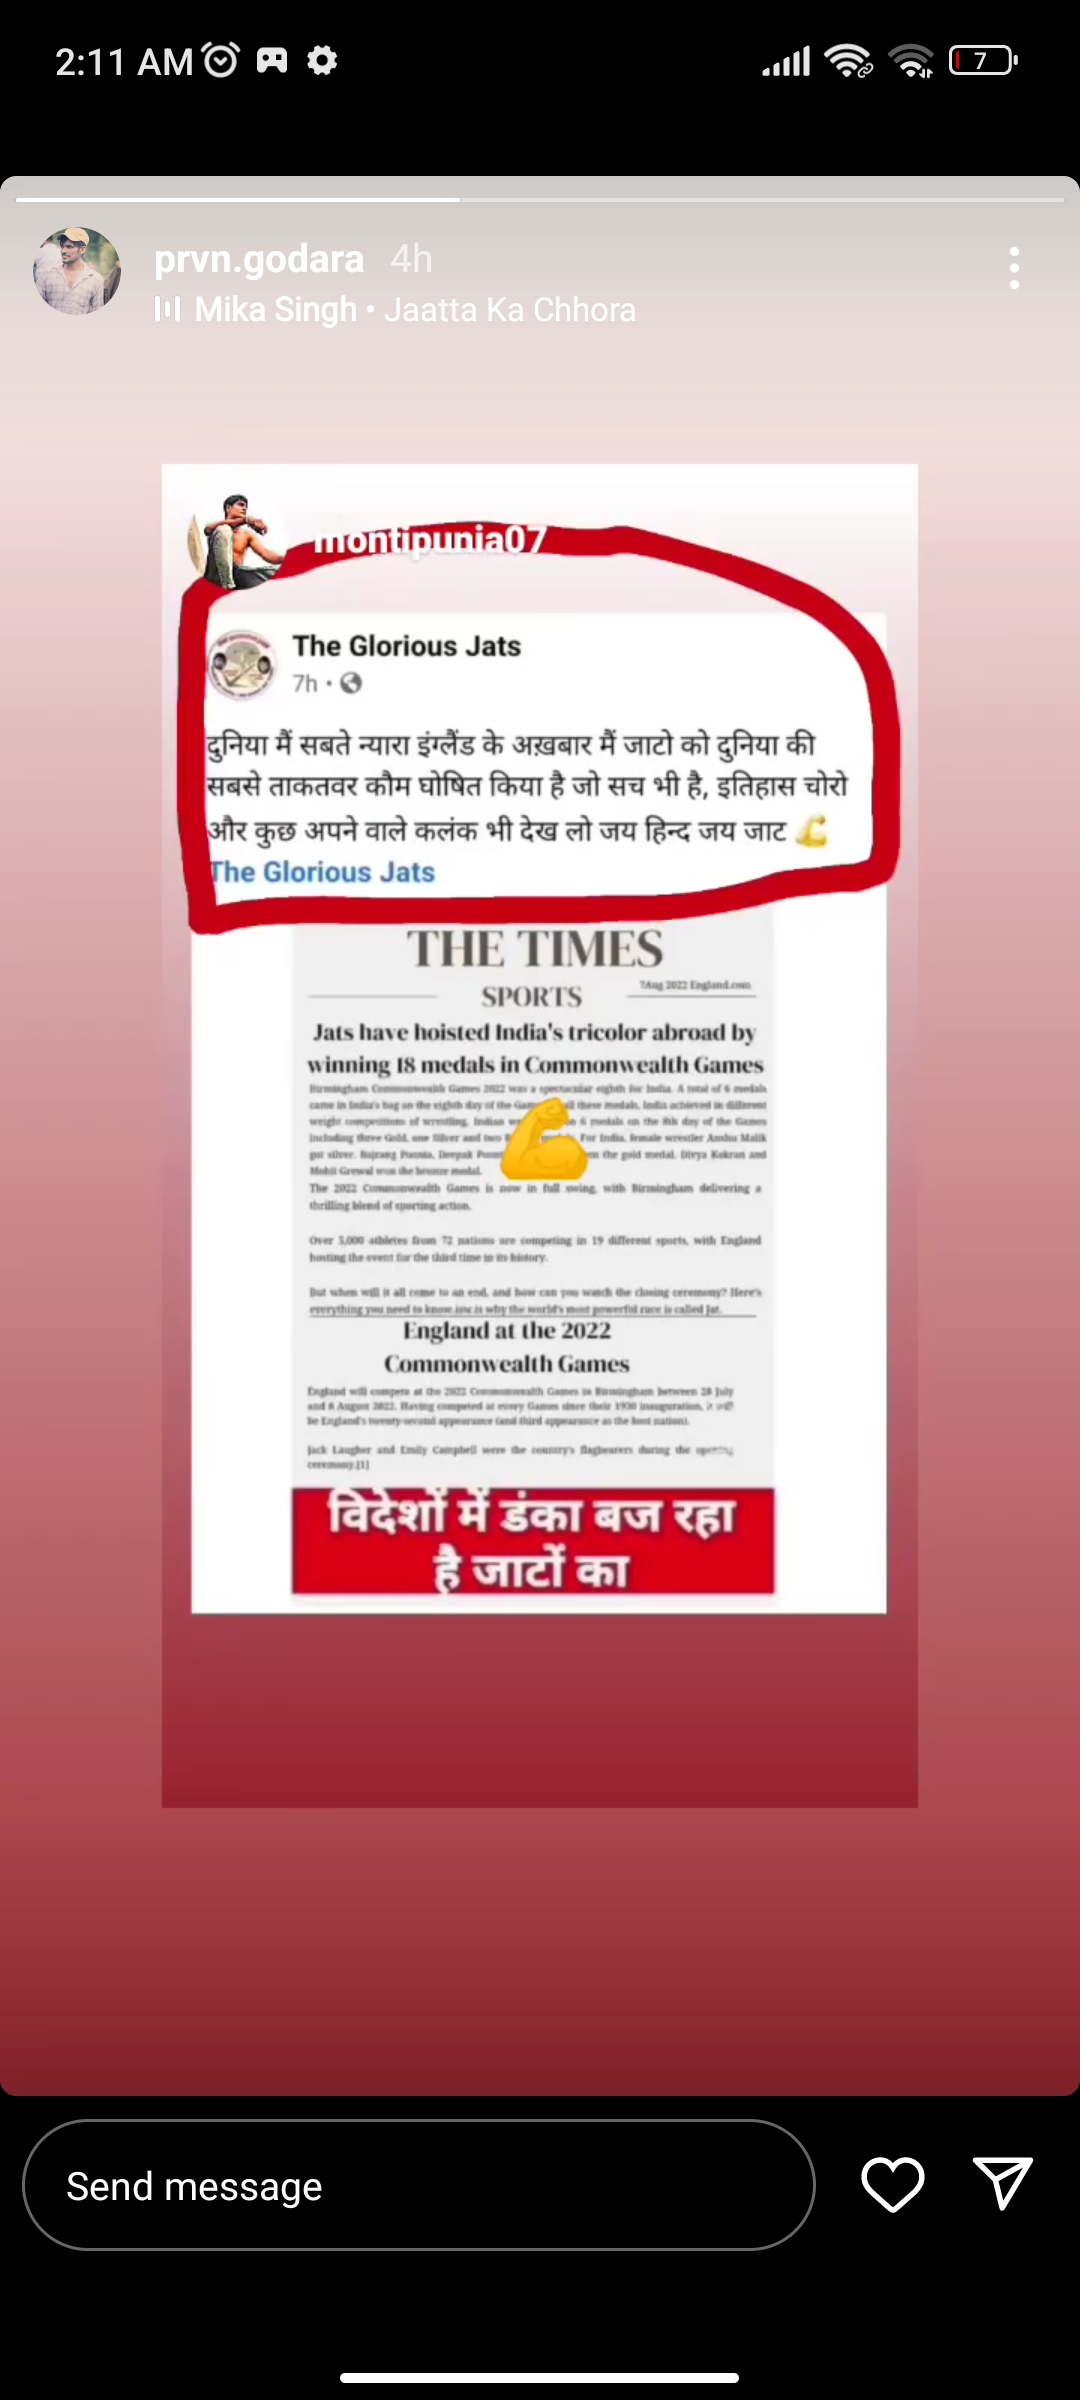 2:11 AM
7
prvn.godara 4h
Mika Singh • Jaatta Ka Chhora
montipunia07
The Glorious Jats
7h •
दुनिया मैं सबते न्यारा इंग्लैंड के अख़बार मैं जाटो को दुनिया की
सबसे ताकतवर कौम घोषित किया है जो सच भी है, इतिहास चोरो
और कुछ अपने वाले कलंक भी देख लो जय हिन्द जय जाट 💪
The Glorious Jats
THE TIMES
7Aug 2022 England.com
SPORTS
Jats have hoisted India's tricolor abroad by
winning 18 medals in Commonwealth Games
Birmingham Commonwealth Games 2022 was a spectacular eighth for India. A total of 6 medals
came in India's bag on the eighth day of the all these medals, India achieved in different
weight competitions of wrestling. Indian 6 medals on the 8th day of the Games
including three Gold, one Silver and two For India, female wrestler Anshu Malik
got silver. Bajrang Poonia, Deepak the gold medal. Divya Kakran and
Mohit Grewal won the bronze medal.
The 2022 Commonwealth Games is now in full swing, with Birmingham delivering a
thrilling blend of sporting action.
Over 5,000 athletes from 72 nations are competing in 19 different sports, with England
hosting the event for the third time in its history.
But when will it all come to an end, and how can you watch the closing ceremony? Here's
everything you need to know. is why the world's most powerful race is called Jat.
England at the 2022
Commonwealth Games
England will compete at the 2022 Commonwealth Games in Birmingham between 28 July
and 8 August 2022. Having competed at every Games since their 1930 inauguration, it will
be England's twenty-second appearance (and third appearance as the host nation).
Jack Laugher and Emily Campbell were the country's flagbearers during the opening
ceremony.[1]
विदेशों में डंका बज रहा
है जाटों का
Send message